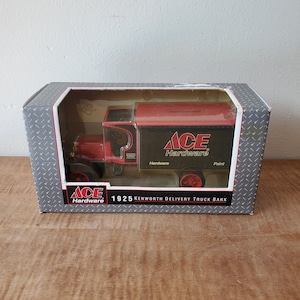 ACE
Hardware
Hardware Paint
ACE
Hardware
1925 KENWORTH DELIVERY TRUCK BANK